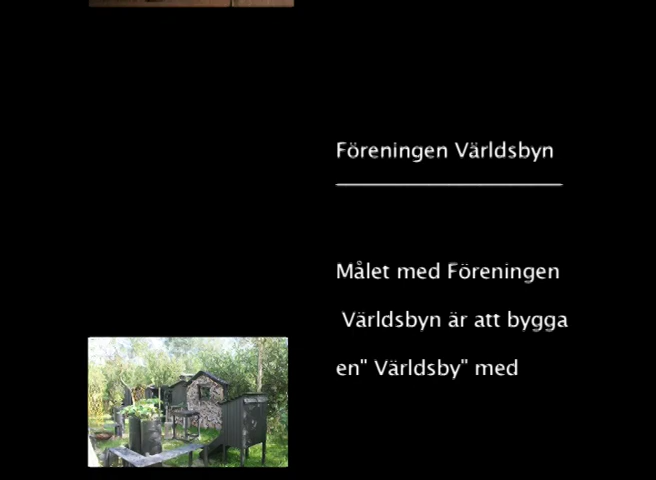 Föreningen Världsbyn
Målet med Föreningen
Världsbyn är att bygga
en" Världsby" med